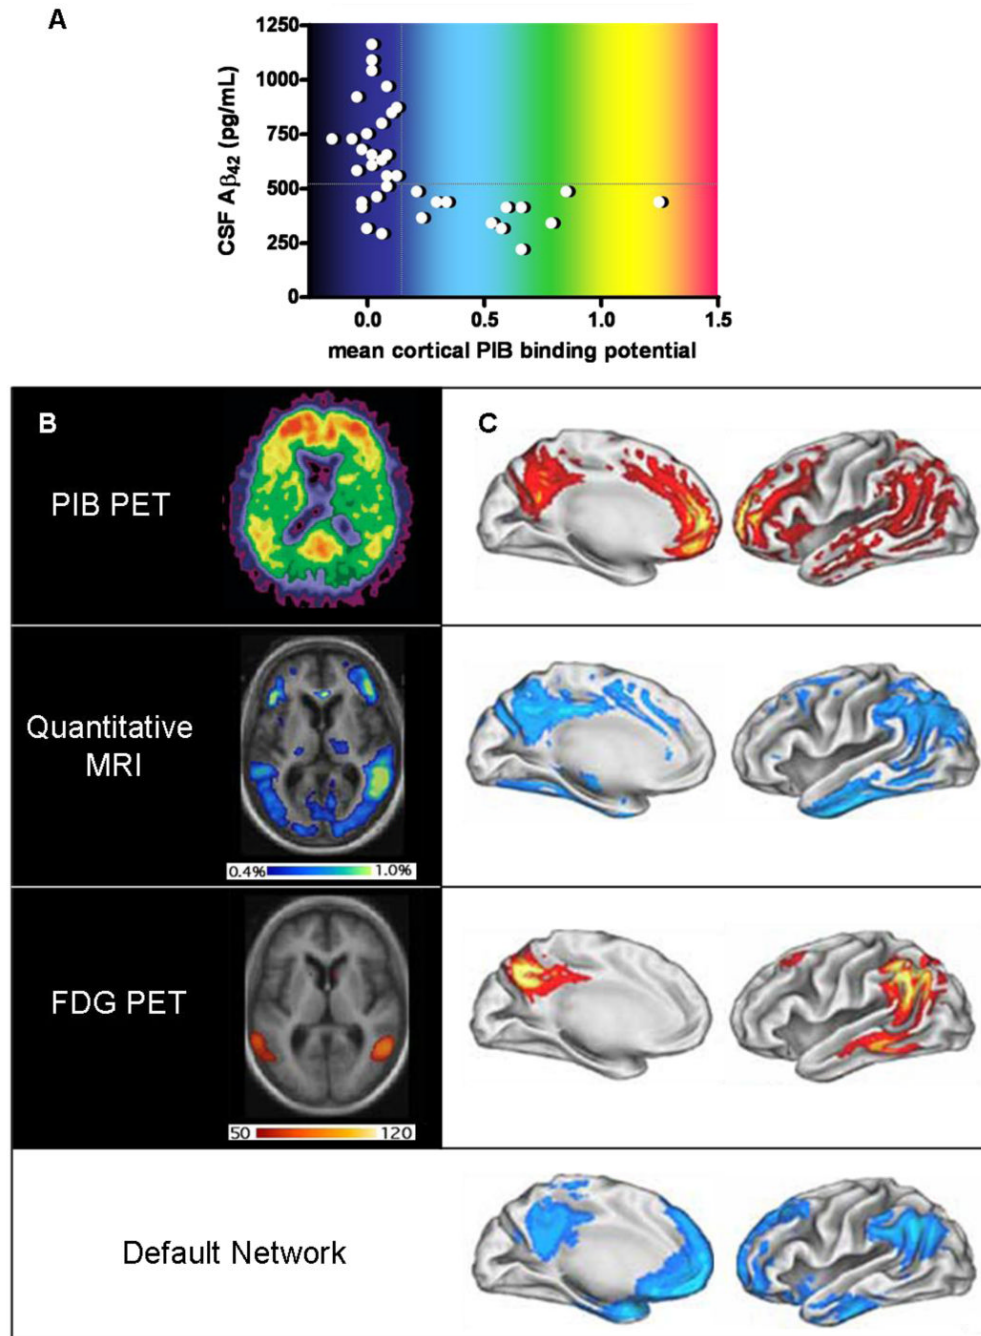 A
CSF Aβ42 (pg/mL)
1250
1000
750
500
250
0
0.0 0.5 1.0 1.5
mean cortical PIB binding potential
B
C
PIB PET
Quantitative
MRI
0.4% 1.0%
FDG PET
50 120
Default Network